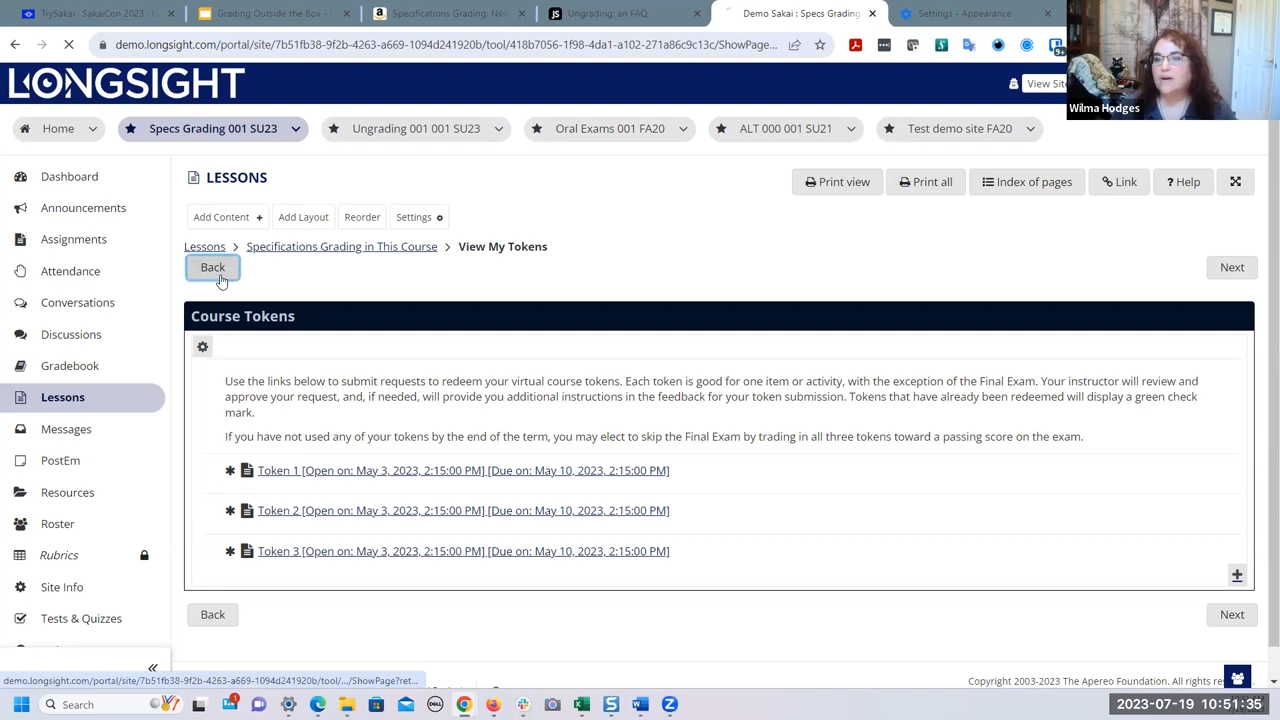 TrySakai : SakaiCon 2023 : O
Grading Outside the Box -
Specifications Grading: Nile
Ungrading: an FAQ
Demo Sakai : Specs Grading
Settings - Appearance
demo.longsight.com/portal/site/7b51fb38-9f2b-4263-a669-1094d241920b/tool/418b7056-1f98-4da1-a102-271a86c9c13c/ShowPage...
9+
LONGSIGHT
View Sit
Wilma Hodges
Home
Specs Grading 001 SU23
Ungrading 001 001 SU23
Oral Exams 001 FA20
ALT 000 001 SU21
Test demo site FA20
Dashboard
Announcements
Assignments
Attendance
Conversations
Discussions
Gradebook
Lessons
Messages
PostEm
Resources
Roster
Rubrics
Site Info
Tests & Quizzes
LESSONS
Print view
Print all
Index of pages
Link
? Help
Add Content +
Add Layout
Reorder
Settings
Lessons > Specifications Grading in This Course > View My Tokens
Back
Next
Course Tokens
Use the links below to submit requests to redeem your virtual course tokens. Each token is good for one item or activity, with the exception of the Final Exam. Your instructor will review and
approve your request, and, if needed, will provide you additional instructions in the feedback for your token submission. Tokens that have already been redeemed will display a green check
mark.
If you have not used any of your tokens by the end of the term, you may elect to skip the Final Exam by trading in all three tokens toward a passing score on the exam.
Token 1 [Open on: May 3, 2023, 2:15:00 PM] [Due on: May 10, 2023, 2:15:00 PM]
Token 2 [Open on: May 3, 2023, 2:15:00 PM] [Due on: May 10, 2023, 2:15:00 PM]
Token 3 [Open on: May 3, 2023, 2:15:00 PM] [Due on: May 10, 2023, 2:15:00 PM]
Back
Next
demo.longsight.com/portal/site/7b51fb38-9f2b-4263-a669-1094d241920b/tool/.../ShowPage?ret...
Copyright 2003-2023 The Apereo Foundation. All rights re
Search
2023-07-19 10:51:35